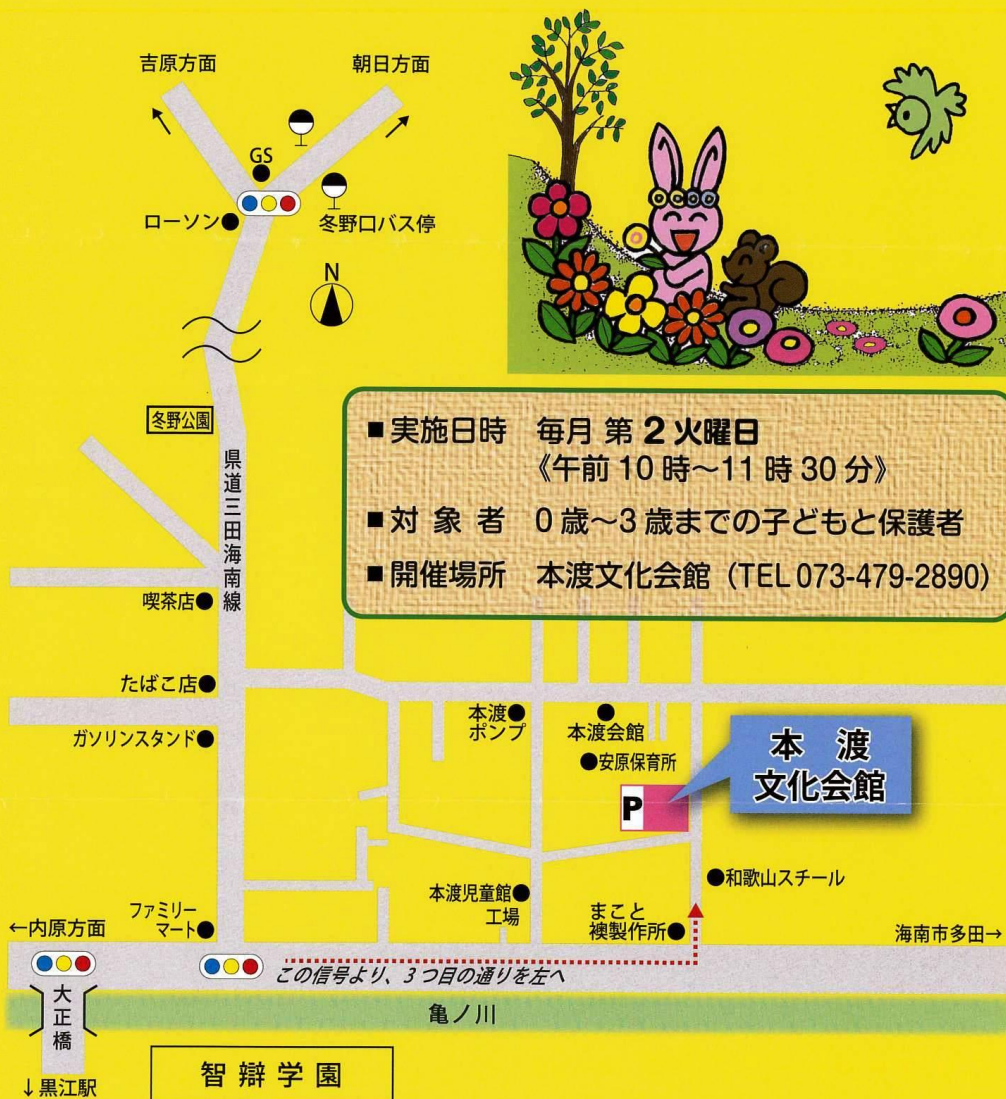 吉原方面
朝日方面
GS
ローソン
冬野口バス停
N
冬野公園
県道三田海南線
■実施日時 毎月 第2火曜日
《午前10時～11時30分》
■対象者 0歳～3歳までの子どもと保護者
■開催場所 本渡文化会館（TEL 073-479-2890）
喫茶店
たばこ店
ガソリンスタンド
本渡
ポンプ
本渡会館
安原保育所
本渡
文化会館
P
和歌山スチール
本渡児童館
工場
まこと
襖製作所
ファミリー
マート
←内原方面
海南市多田→
この信号より、3つ目の通りを左へ
大正橋
亀ノ川
↓黒江駅
智辯学園